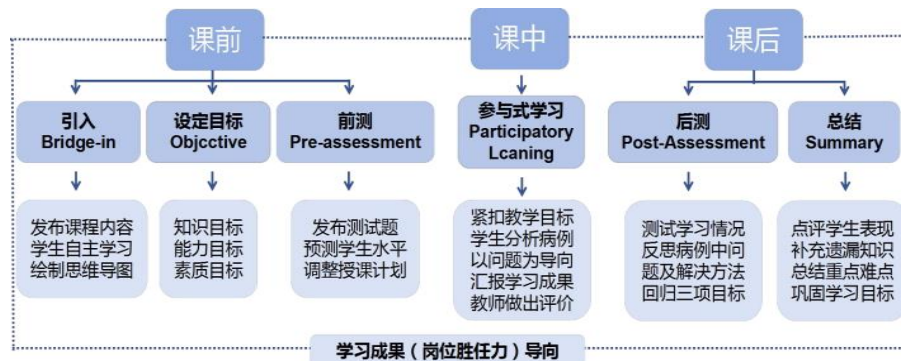 课前
课中
课后
引入
Bridge-in
设定目标
Objcctive
前测
Pre-assessment
参与式学习
Participatory
Lcaning
后测
Post-Assessment
总结
Summary
发布课程内容
学生自主学习
绘制思维导图
知识目标
能力目标
素质目标
发布测试题
预测学生水平
调整授课计划
紧扣教学目标
学生分析病例
以问题为导向
汇报学习成果
教师做出评价
测试学习情况
反思病例中问
题及解决方法
回归三项目标
点评学生表现
补充遗漏知识
总结重点难点
巩固学习目标
学习成果（岗位胜任力）导向